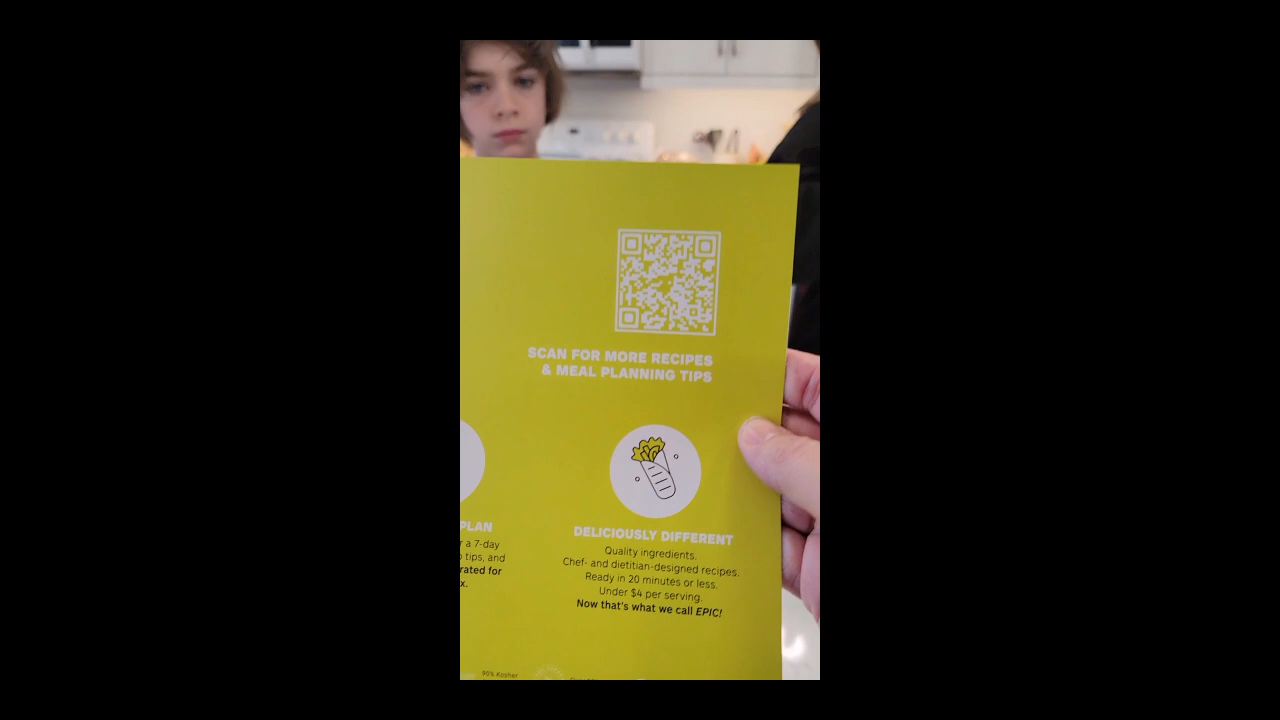 SCAN FOR MORE RECIPES
& MEAL PLANNING TIPS
PLAN
r a 7-day
tips, and
rated for
x.
DELICIOUSLY DIFFERENT
Quality ingredients.
Chef- and dietitian-designed recipes.
Ready in 20 minutes or less.
Under $4 per serving.
Now that's what we call EPIC!
90% Kosher